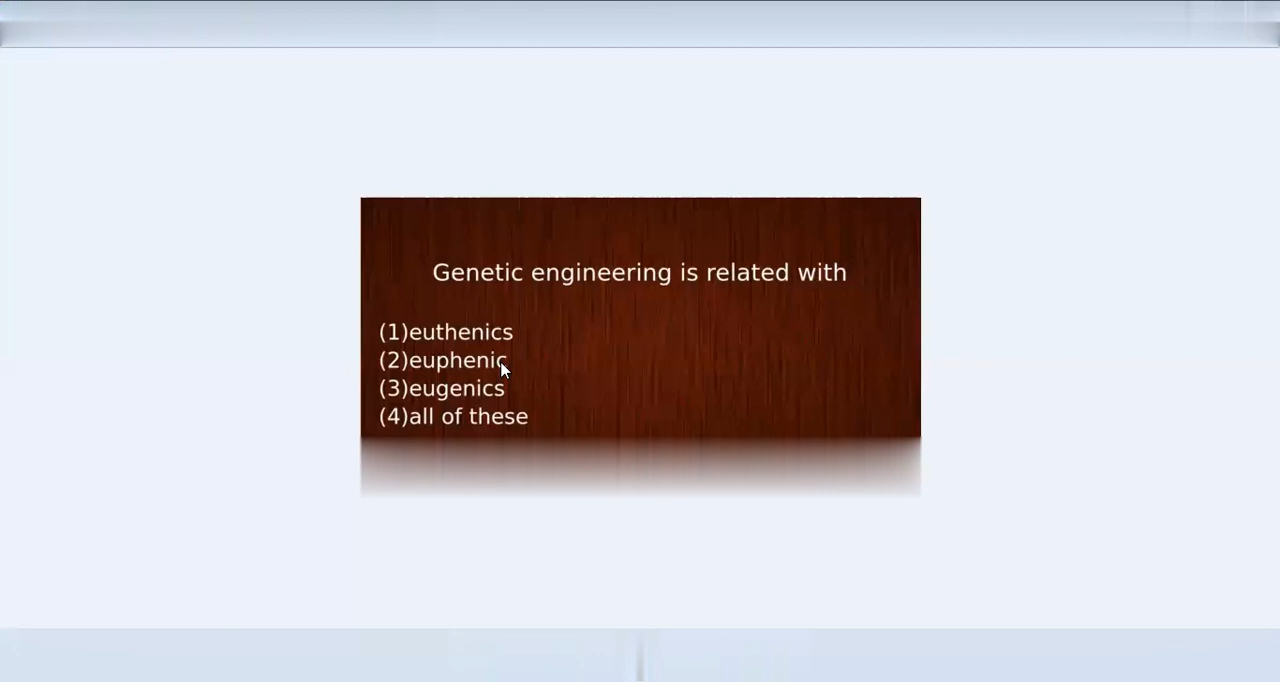 Genetic engineering is related with
(1)euthenics
(2)euphenic
(3)eugenics
(4)all of these